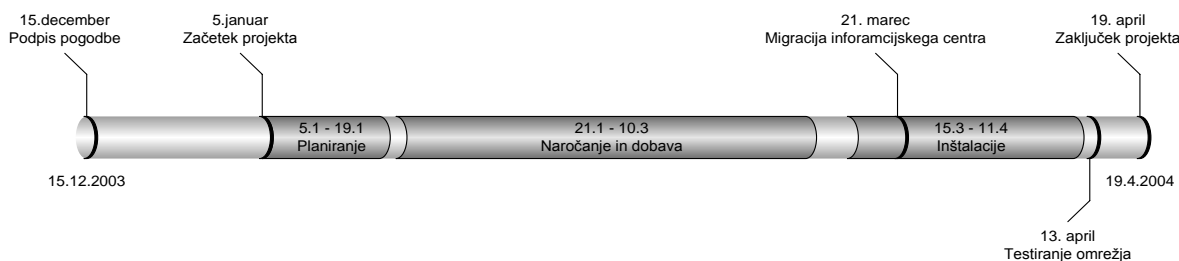 15.december
Podpis pogodbe
5.januar
Začetek projekta
21. marec
Migracija inforamcijskega centra
19. april
Zaključek projekta
5.1 - 19.1
Planiranje
21.1 - 10.3
Naročanje in dobava
15.3 - 11.4
Inštalacije
15.12.2003
19.4.2004
13. april
Testiranje omrežja